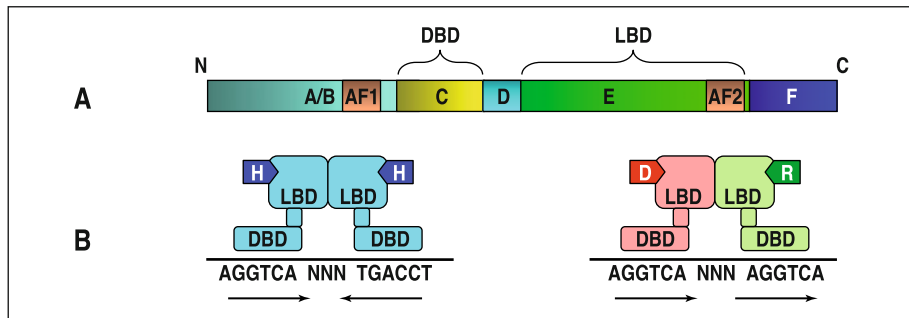 DBD LBD
N C
A A/B AF1 C D E AF2 F
H H D R
LBD LBD LBD LBD
B DBD DBD DBD DBD
AGGTCA NNN TGACCT AGGTCA NNN AGGTCA